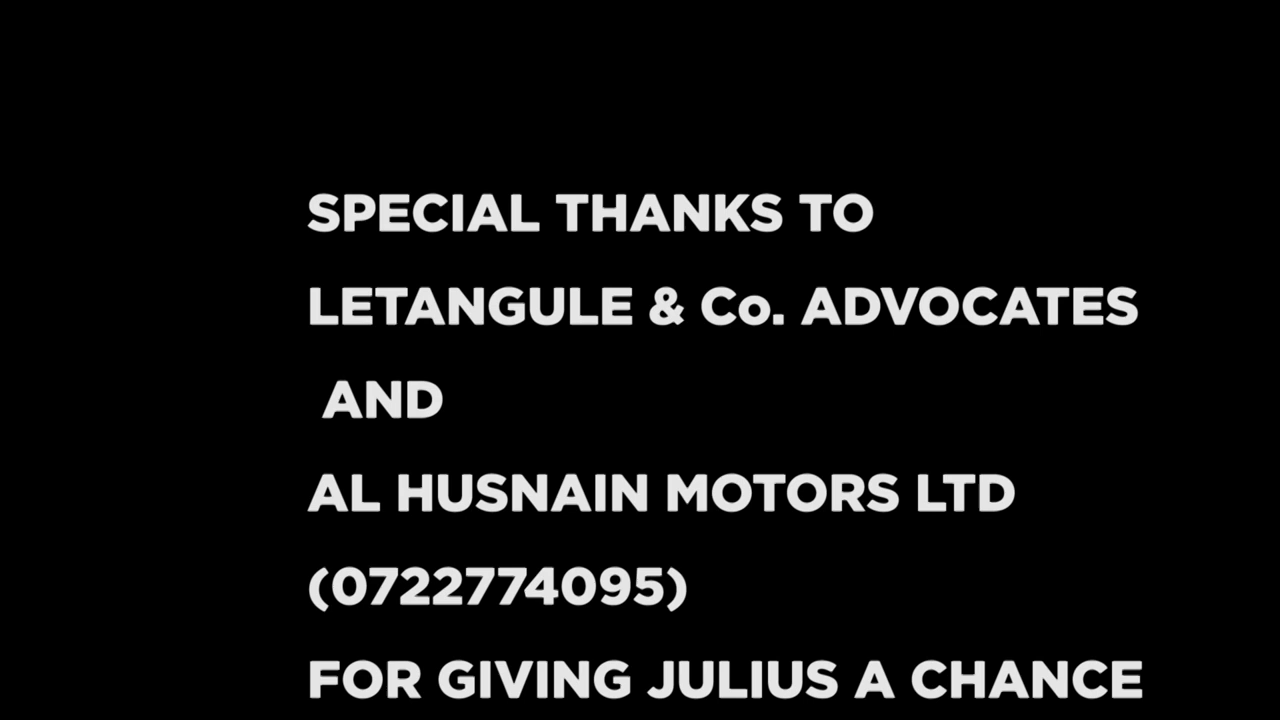 SPECIAL THANKS TO
LETANGULE & Co. ADVOCATES
AND
AL HUSNAIN MOTORS LTD
(0722774095)
FOR GIVING JULIUS A CHANCE